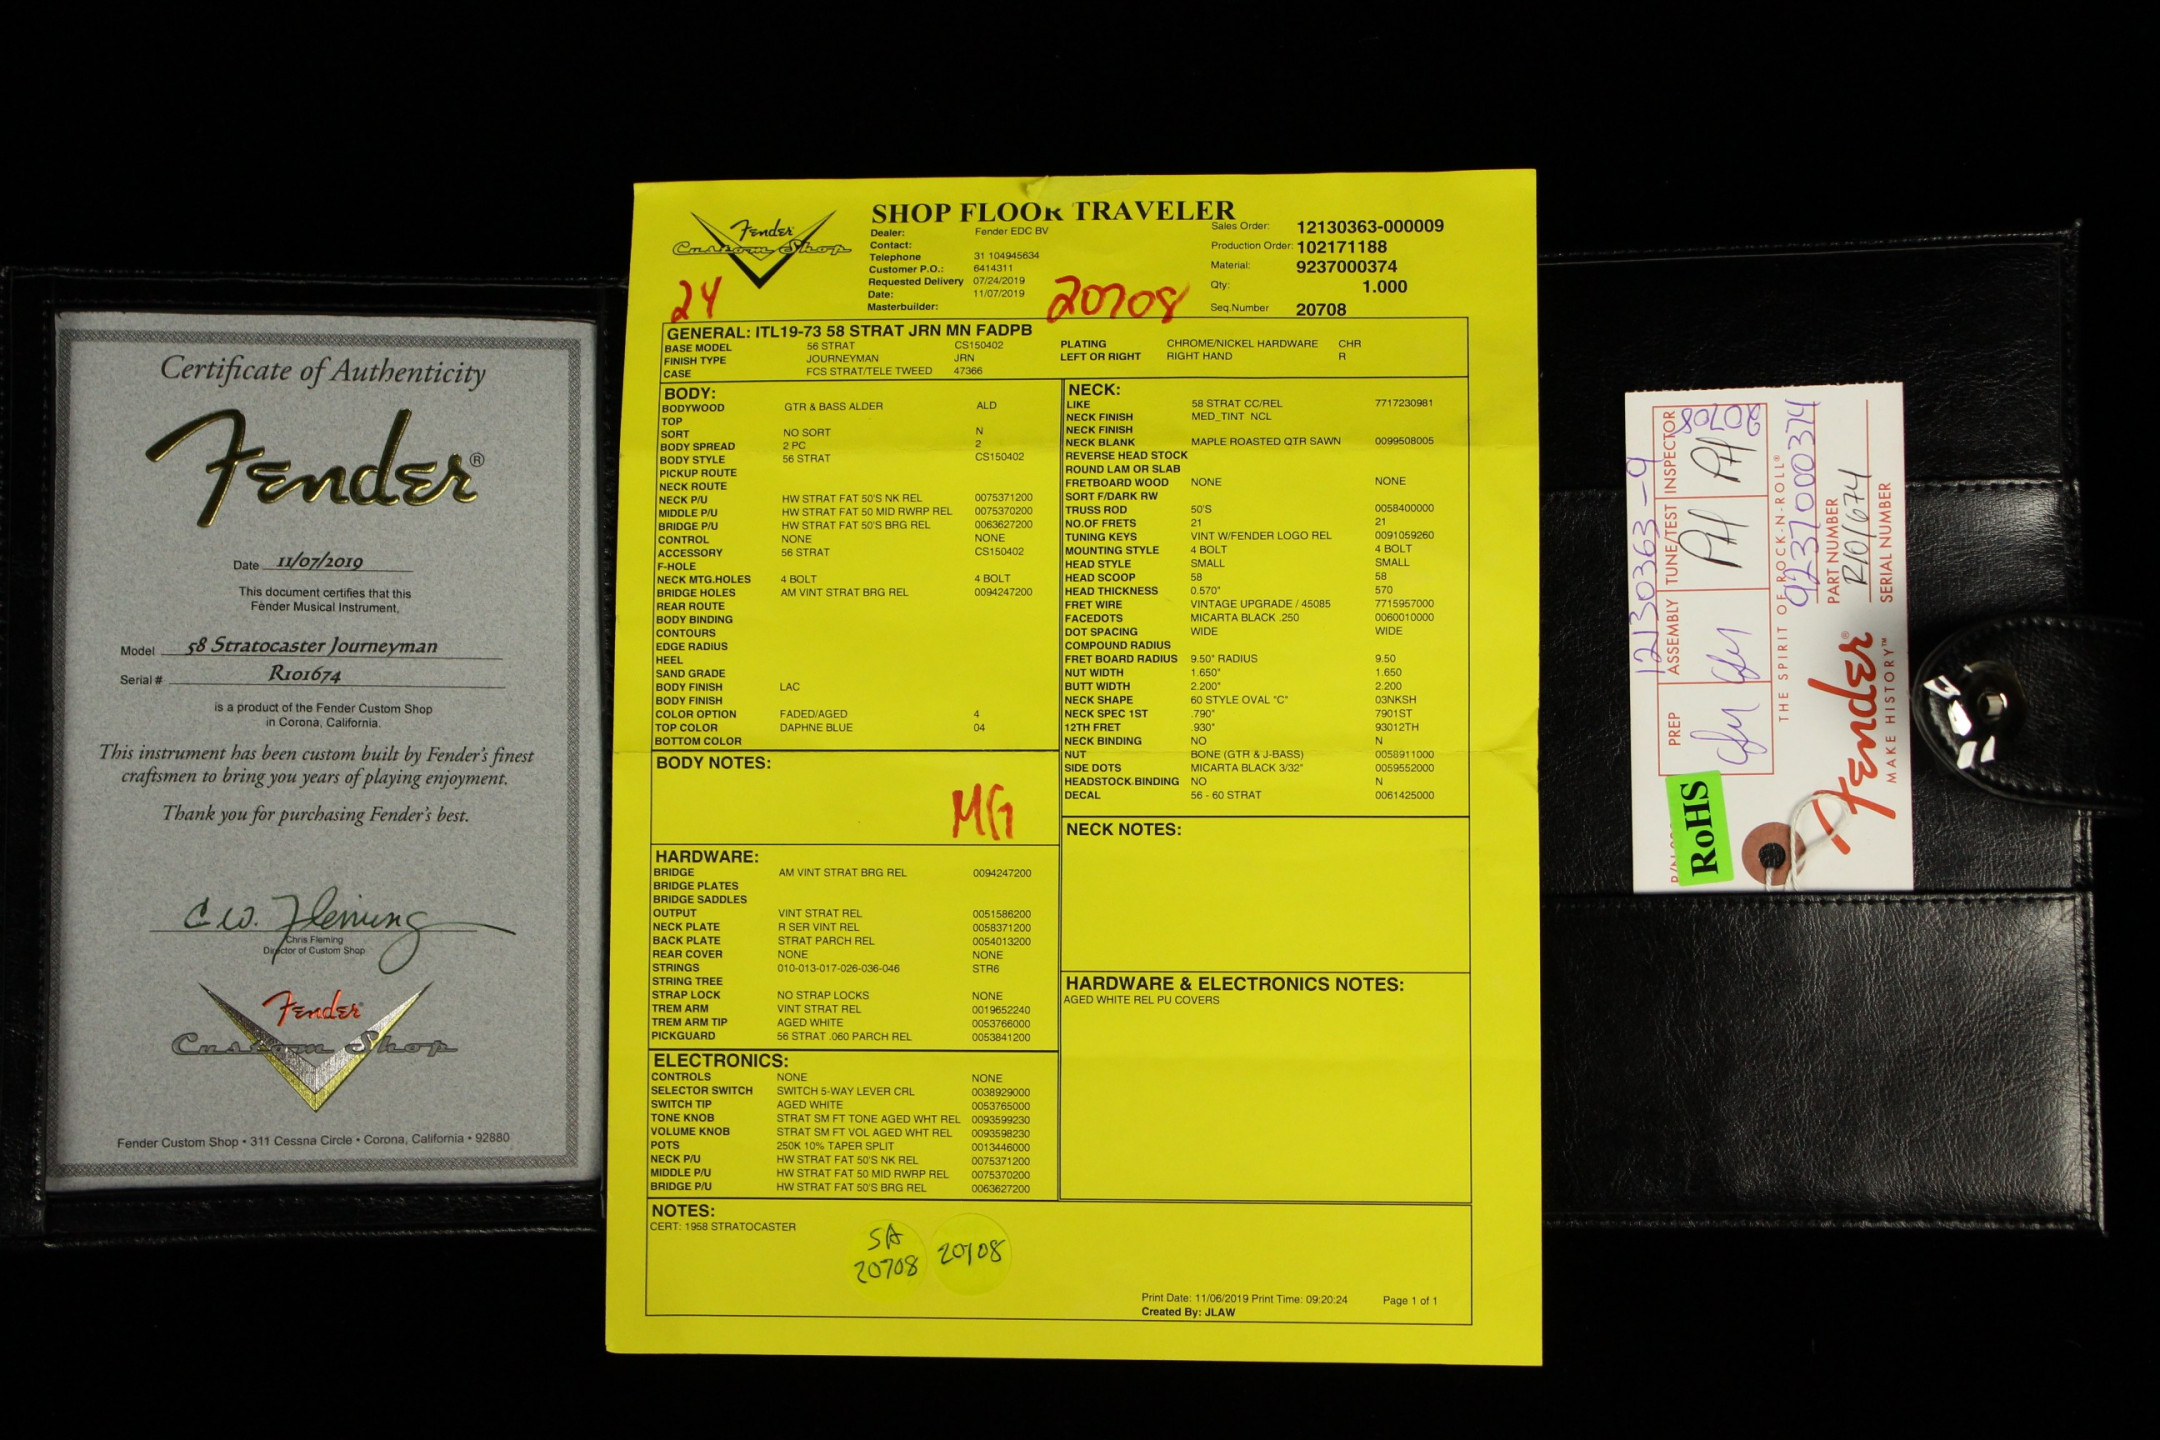 Certificate of Authenticity
Fender®
Date 11/07/2019
This document certifies that this
Fender Musical Instrument,
Model 58 Stratocaster Journeyman
Serial # R101674
is a product of the Fender Custom Shop
in Corona, California.
This instrument has been custom built by Fender's finest
craftsmen to bring you years of playing enjoyment.
Thank you for purchasing Fender's best.
C.W. Fleming
Chris Fleming
Director of Custom Shop
Fender
Custom Shop
Fender Custom Shop • 311 Cessna Circle • Corona, California • 92880
SHOP FLOOR TRAVELER
Fender
Custom Shop
24
Dealer: Fender EDC BV
Contact:
Telephone 31 104945634
Customer P.O.: 6414311
Requested Delivery 07/24/2019
Date: 11/07/2019
Masterbuilder:
20708
Sales Order: 12130363-000009
Production Order: 102171188
Material: 9237000374
Qty: 1.000
Seq.Number 20708
GENERAL: ITL19-73 58 STRAT JRN MN FADPB
BASE MODEL 56 STRAT CS150402
FINISH TYPE JOURNEYMAN JRN
CASE FCS STRAT/TELE TWEED 47366
PLATING CHROME/NICKEL HARDWARE CHR
LEFT OR RIGHT RIGHT HAND R
BODY:
BODYWOOD GTR & BASS ALDER ALD
TOP
SORT NO SORT N
BODY SPREAD 2 PC 2
BODY STYLE 56 STRAT CS150402
PICKUP ROUTE
NECK ROUTE
NECK P/U HW STRAT FAT 50'S NK REL 0075371200
MIDDLE P/U HW STRAT FAT 50 MID RWRP REL 0075370200
BRIDGE P/U HW STRAT FAT 50'S BRG REL 0063627200
CONTROL NONE NONE
ACCESSORY 56 STRAT CS150402
F-HOLE
NECK MTG.HOLES 4 BOLT 4 BOLT
BRIDGE HOLES AM VINT STRAT BRG REL 0094247200
REAR ROUTE
BODY BINDING
CONTOURS
EDGE RADIUS
HEEL
SAND GRADE
BODY FINISH LAC
BODY FINISH
COLOR OPTION FADED/AGED 4
TOP COLOR DAPHNE BLUE 04
BOTTOM COLOR
BODY NOTES:
MG
HARDWARE:
BRIDGE AM VINT STRAT BRG REL 0094247200
BRIDGE PLATES
BRIDGE SADDLES
OUTPUT VINT STRAT REL 0051586200
NECK PLATE R SER VINT REL 0058371200
BACK PLATE STRAT PARCH REL 0054013200
REAR COVER NONE NONE
STRINGS 010-013-017-026-036-046 STR6
STRING TREE
STRAP LOCK NO STRAP LOCKS NONE
TREM ARM VINT STRAT REL 0019652240
TREM ARM TIP AGED WHITE 0053766000
PICKGUARD 56 STRAT .060 PARCH REL 0053841200
ELECTRONICS:
CONTROLS NONE NONE
SELECTOR SWITCH SWITCH 5-WAY LEVER CRL 0038929000
SWITCH TIP AGED WHITE 0053765000
TONE KNOB STRAT SM FT TONE AGED WHT REL 0093599230
VOLUME KNOB STRAT SM FT VOL AGED WHT REL 0093598230
POTS 250K 10% TAPER SPLIT 0013446000
NECK P/U HW STRAT FAT 50'S NK REL 0075371200
MIDDLE P/U HW STRAT FAT 50 MID RWRP REL 0075370200
BRIDGE P/U HW STRAT FAT 50'S BRG REL 0063627200
NECK:
LIKE 58 STRAT CC/REL 7717230981
NECK FINISH MED_TINT NCL
NECK FINISH
NECK BLANK MAPLE ROASTED QTR SAWN 0099508005
REVERSE HEAD STOCK
ROUND LAM OR SLAB
FRETBOARD WOOD NONE NONE
SORT F/DARK RW
TRUSS ROD 50'S 0058400000
NO.OF FRETS 21 21
TUNING KEYS VINT W/FENDER LOGO REL 0091059260
MOUNTING STYLE 4 BOLT 4 BOLT
HEAD STYLE SMALL SMALL
HEAD SCOOP 58 58
HEAD THICKNESS 0.570" 570
FRET WIRE VINTAGE UPGRADE / 45085 7715957000
FACEDOTS MICARTA BLACK .250 0060010000
DOT SPACING WIDE WIDE
COMPOUND RADIUS
FRET BOARD RADIUS 9.50" RADIUS 9.50
NUT WIDTH 1.650" 1.650
BUTT WIDTH 2.200" 2.200
NECK SHAPE 60 STYLE OVAL "C" 03NKSH
NECK SPEC 1ST .790" 7901ST
12TH FRET .930" 93012TH
NECK BINDING NO N
NUT BONE (GTR & J-BASS) 0058911000
SIDE DOTS MICARTA BLACK 3/32" 0059552000
HEADSTOCK BINDING NO N
DECAL 56 - 60 STRAT 0061425000
NECK NOTES:
HARDWARE & ELECTRONICS NOTES:
AGED WHITE REL PU COVERS
NOTES:
CERT: 1958 STRATOCASTER
SA
20708
20708
Print Date: 11/06/2019 Print Time: 09:20:24 Page 1 of 1
Created By: JLAW
12130363-9
PREP ASSEMBLY TUNE/TEST INSPECTOR
20708
THE SPIRIT OF ROCK-N-ROLL®
9237000374
PART NUMBER
R101674
SERIAL NUMBER
Fender®
MAKE HISTORY™
RoHS